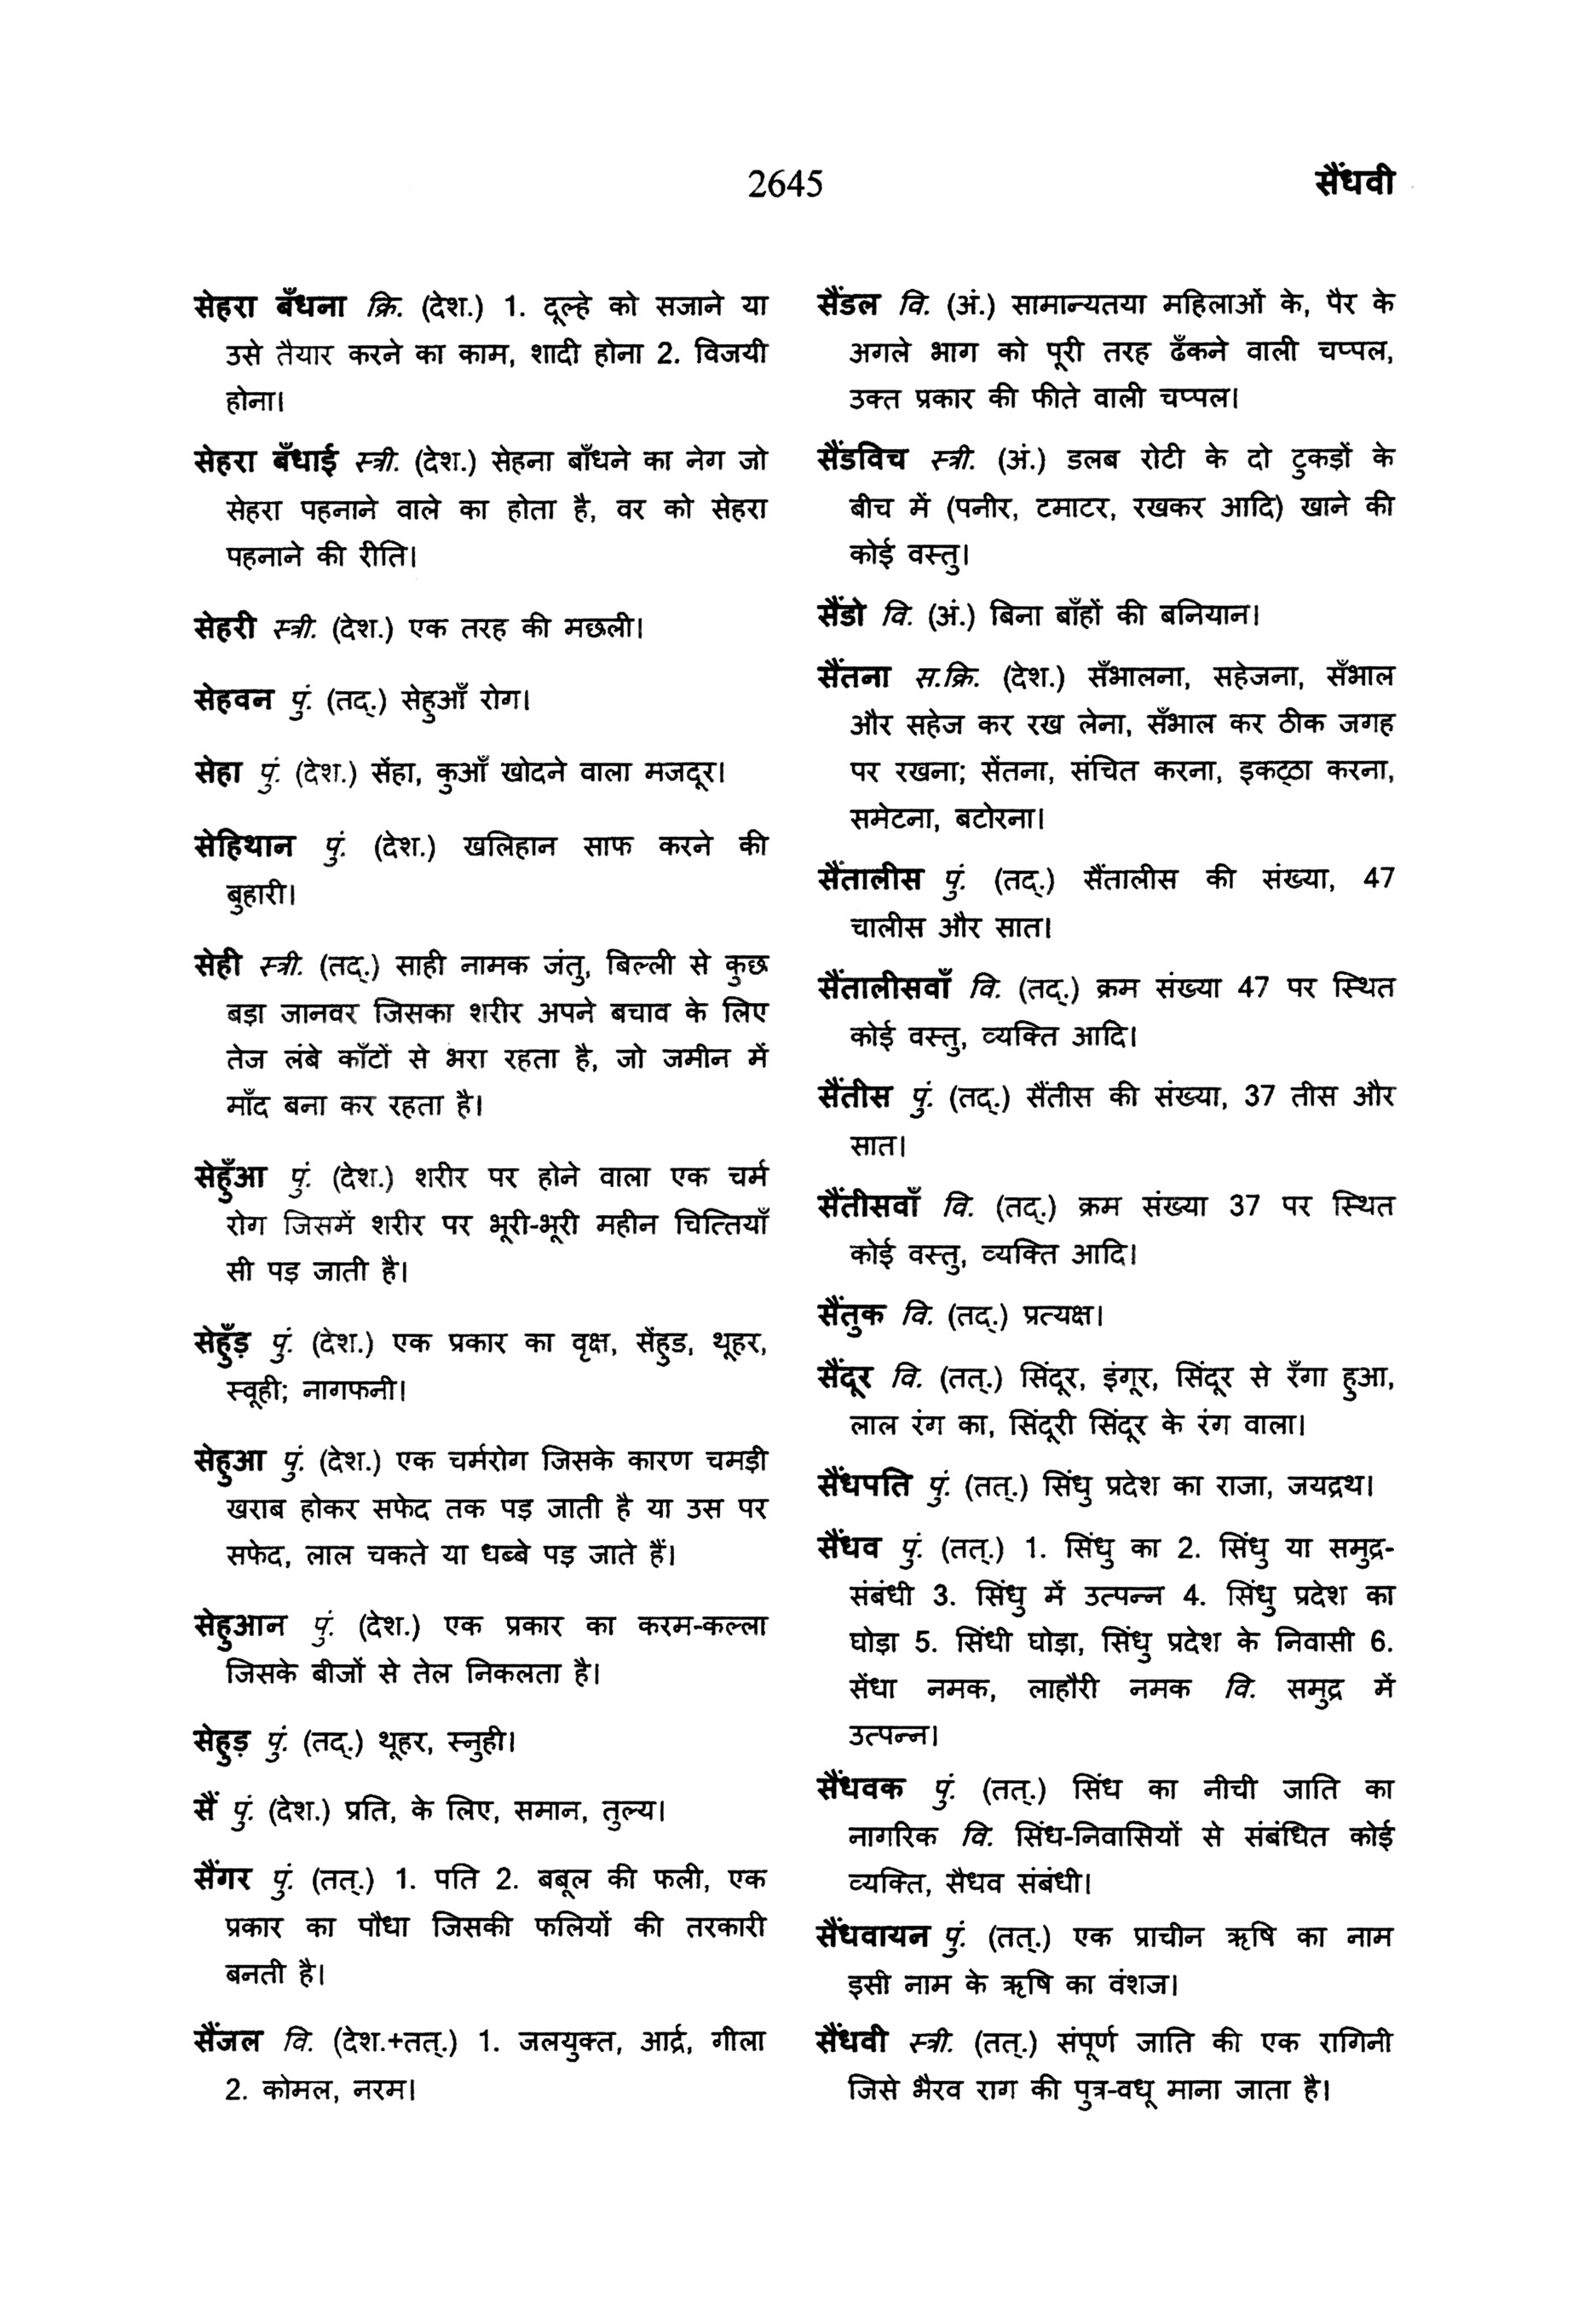 2645
सैंधवी
सेहरा बँधना क्रि. (देश.) 1. दूल्हे को सजाने या
उसे तैयार करने का काम, शादी होना 2. विजयी
होना।
सेहरा बँधाई स्त्री. (देश.) सेहना बाँधने का नेग जो
सेहरा पहनाने वाले का होता है, वर को सेहरा
पहनाने की रीति।
सेहरी स्त्री. (देश.) एक तरह की मछली।
सेहवन पुं. (तद्.) सेहुआँ रोग।
सेहा पुं. (देश.) सेंहा, कुआँ खोदने वाला मजदूर।
सेहिथान पुं. (देश.) खलिहान साफ करने की
बुहारी।
सेही स्त्री. (तद्.) साही नामक जंतु, बिल्ली से कुछ
बड़ा जानवर जिसका शरीर अपने बचाव के लिए
तेज लंबे काँटों से भरा रहता है, जो जमीन में
माँद बना कर रहता है।
सेहुँआ पुं. (देश.) शरीर पर होने वाला एक चर्म
रोग जिसमें शरीर पर भूरी-भूरी महीन चित्तियाँ
सी पड़ जाती है।
सेहुँड़ पुं. (देश.) एक प्रकार का वृक्ष, सेंहुड, थूहर,
स्वूही; नागफनी।
सेहुआ पुं. (देश.) एक चर्मरोग जिसके कारण चमड़ी
खराब होकर सफेद तक पड़ जाती है या उस पर
सफेद, लाल चकते या धब्बे पड़ जाते हैं।
सेहुआन पुं. (देश.) एक प्रकार का करम-कल्ला
जिसके बीजों से तेल निकलता है।
सेहुड़ पुं. (तद्.) थूहर, स्नुही।
सैं पुं. (देश.) प्रति, के लिए, समान, तुल्य।
सैंगर पुं. (तत्.) 1. पति 2. बबूल की फली, एक
प्रकार का पौधा जिसकी फलियों की तरकारी
बनती है।
सैंजल वि. (देश.+तत्.) 1. जलयुक्त, आर्द्र, गीला
2. कोमल, नरम।
सैंडल वि. (अं.) सामान्यतया महिलाओं के, पैर के
अगले भाग को पूरी तरह ढँकने वाली चप्पल,
उक्त प्रकार की फीते वाली चप्पल।
सैंडविच स्त्री. (अं.) डलब रोटी के दो टुकड़ों के
बीच में (पनीर, टमाटर, रखकर आदि) खाने की
कोई वस्तु।
सैंडो वि. (अं.) बिना बाँहों की बनियान।
सैंतना स.क्रि. (देश.) सँभालना, सहेजना, सँभाल
और सहेज कर रख लेना, सँभाल कर ठीक जगह
पर रखना; सेंतना, संचित करना, इकट्ठा करना,
समेटना, बटोरना।
सैंतालीस पुं. (तद्.) सैंतालीस की संख्या, 47
चालीस और सात।
सैंतालीसवाँ वि. (तद्.) क्रम संख्या 47 पर स्थित
कोई वस्तु, व्यक्ति आदि।
सैंतीस पुं. (तद्.) सैंतीस की संख्या, 37 तीस और
सात।
सैंतीसवाँ वि. (तद्.) क्रम संख्या 37 पर स्थित
कोई वस्तु, व्यक्ति आदि।
सैंतुक वि. (तद्.) प्रत्यक्ष।
सैंदूर वि. (तत्.) सिंदूर, इंगूर, सिंदूर से रँगा हुआ,
लाल रंग का, सिंदूरी सिंदूर के रंग वाला।
सैंधपति पुं. (तत्.) सिंधु प्रदेश का राजा, जयद्रथ।
सैंधव पुं. (तत्.) 1. सिंधु का 2. सिंधु या समुद्र-
संबंधी 3. सिंधु में उत्पन्न 4. सिंधु प्रदेश का
घोड़ा 5. सिंधी घोड़ा, सिंधु प्रदेश के निवासी 6.
सेंधा नमक, लाहौरी नमक वि. समुद्र में
उत्पन्न।
सैंधवक पुं. (तत्.) सिंध का नीची जाति का
नागरिक वि. सिंध-निवासियों से संबंधित कोई
व्यक्ति, सैधव संबंधी।
सैंधवायन पुं. (तत्.) एक प्राचीन ऋषि का नाम
इसी नाम के ऋषि का वंशज।
सैंधवी स्त्री. (तत्.) संपूर्ण जाति की एक रागिनी
जिसे भैरव राग की पुत्र-वधू माना जाता है।